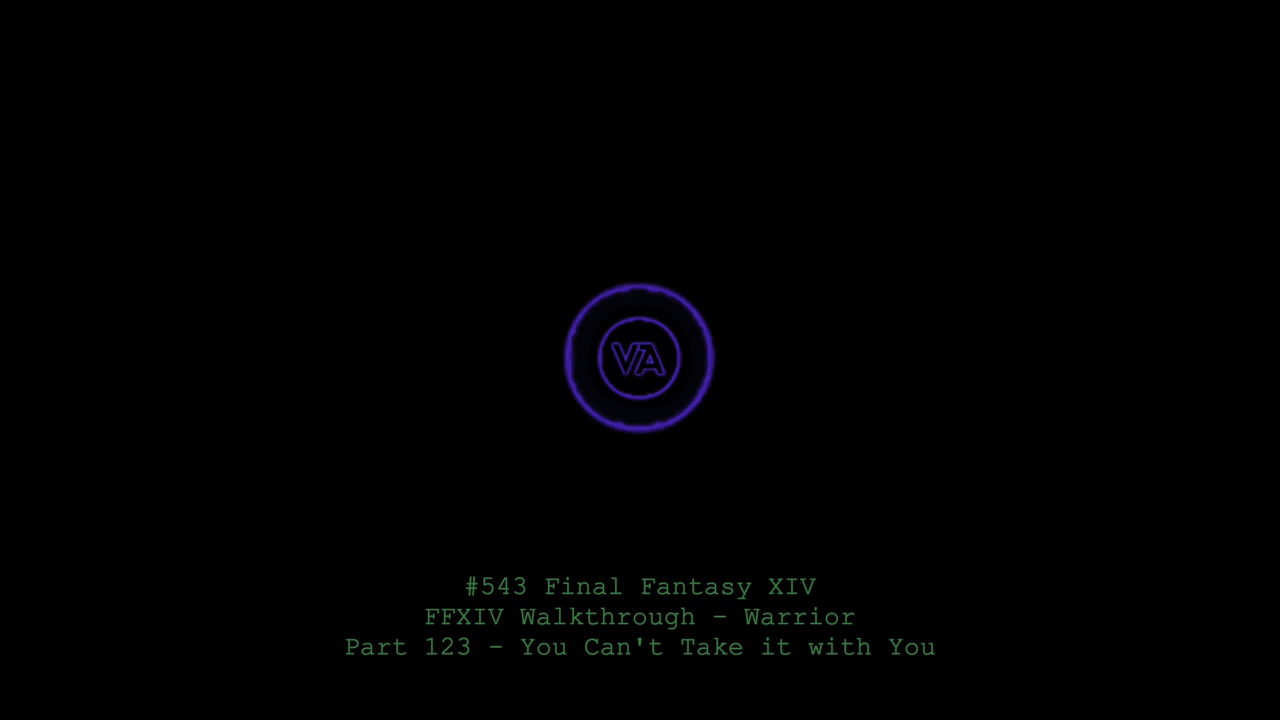 VA
#543 Final Fantasy XIV
FFXIV Walkthrough - Warrior
Part 123 - You Can't Take it with You